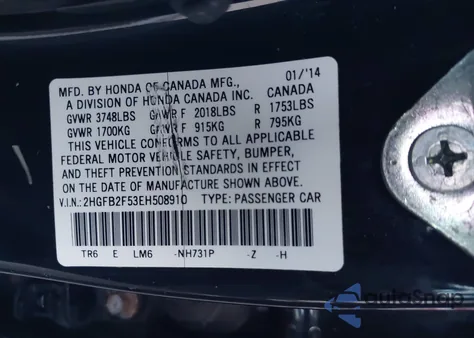 MFD. BY HONDA OF CANADA MFG., 01/'14
A DIVISION OF HONDA CANADA INC. CANADA
GVWR 3748LBS GAWR F 2018LBS R 1753LBS
GVWR 1700KG GAWR F 915KG R 795KG
THIS VEHICLE CONFORMS TO ALL APPLICABLE
FEDERAL MOTOR VEHICLE SAFETY, BUMPER,
AND THEFT PREVENTION STANDARDS IN EFFECT
ON THE DATE OF MANUFACTURE SHOWN ABOVE.
V.I.N.: 2HGFB2F53EH508910 TYPE: PASSENGER CAR
TR6 E LM6 -NH731P -Z -H
autoSnap